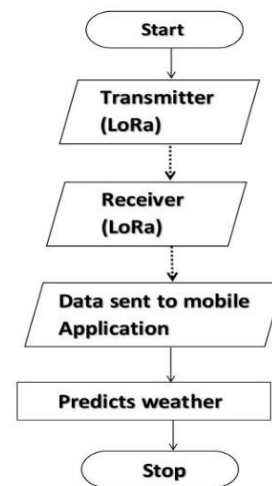 Start
Transmitter
(LoRa)
Receiver
(LoRa)
Data sent to mobile
Application
Predicts weather
Stop